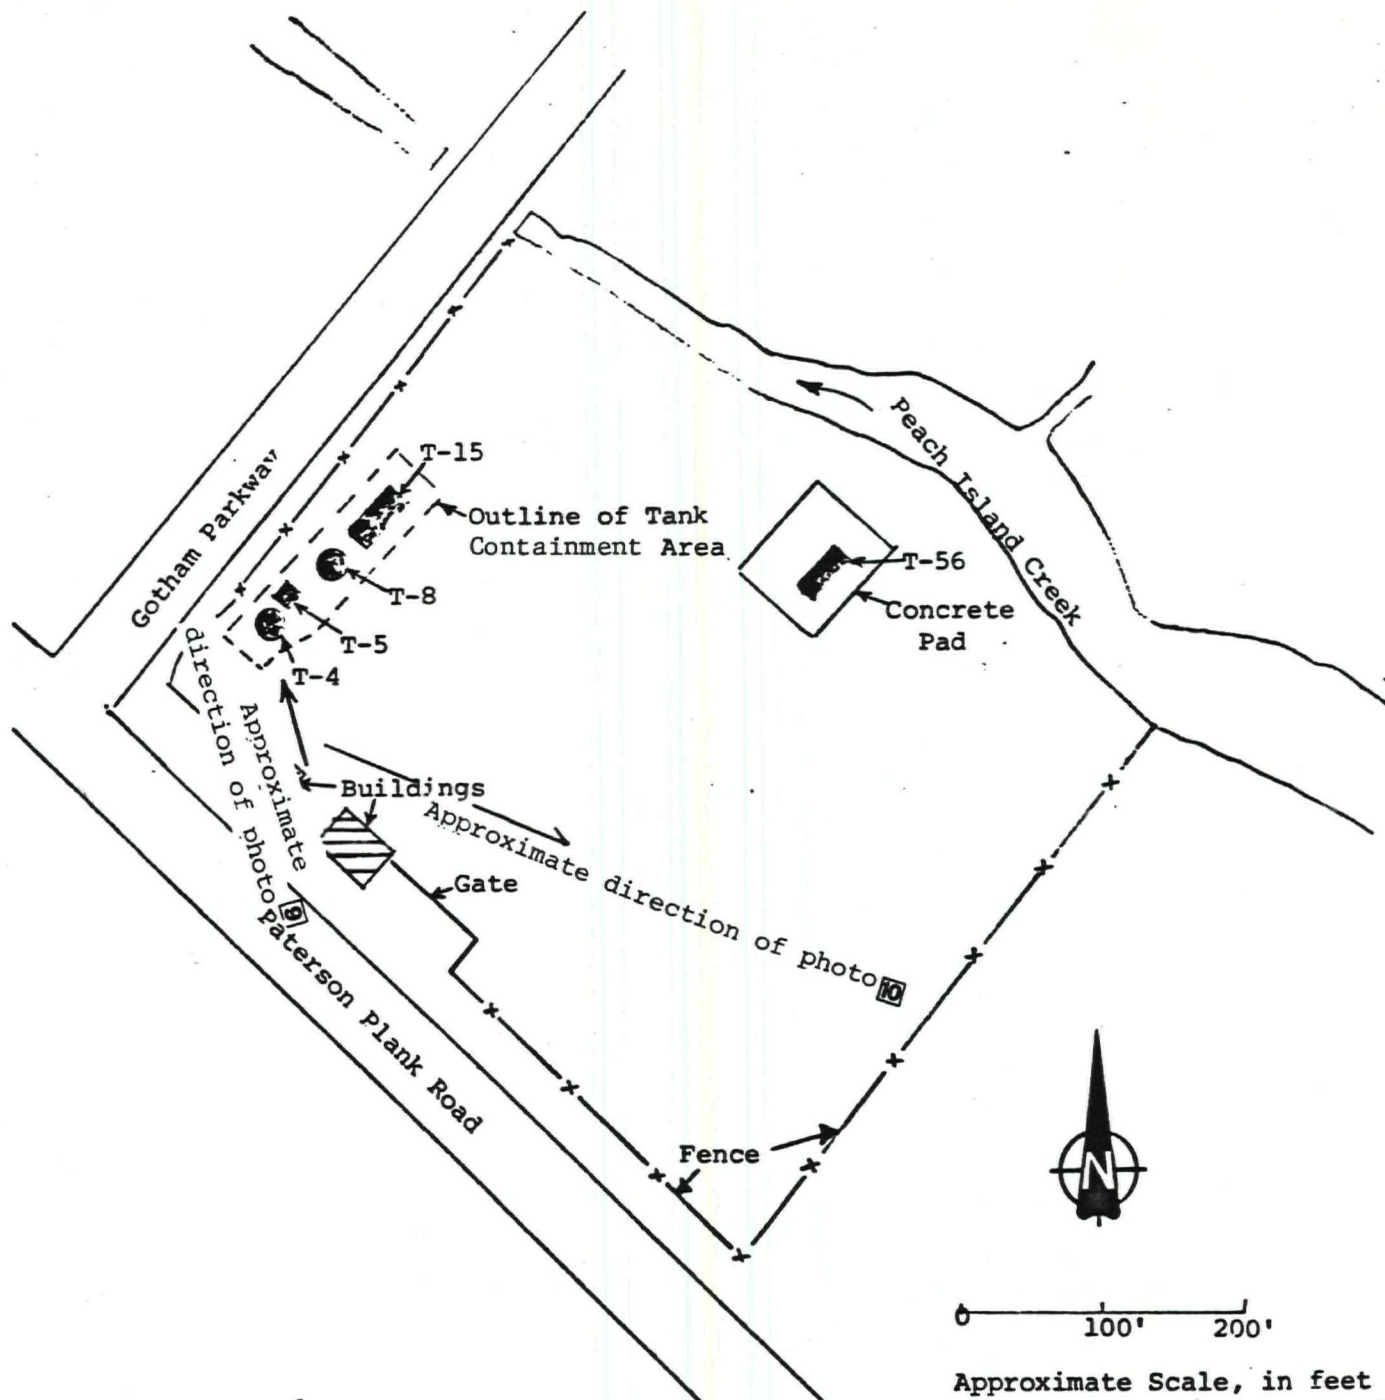 T-15
Gotham Parkway
Outline of Tank
Containment Area
Peach Island Creek
T-56
T-8
Concrete
Pad
T-5
T-4
Approximate
direction of photo 9
Buildings
Approximate direction of photo 10
Gate
Paterson Plank Road
Fence
N
0 100' 200'
Approximate Scale, in feet